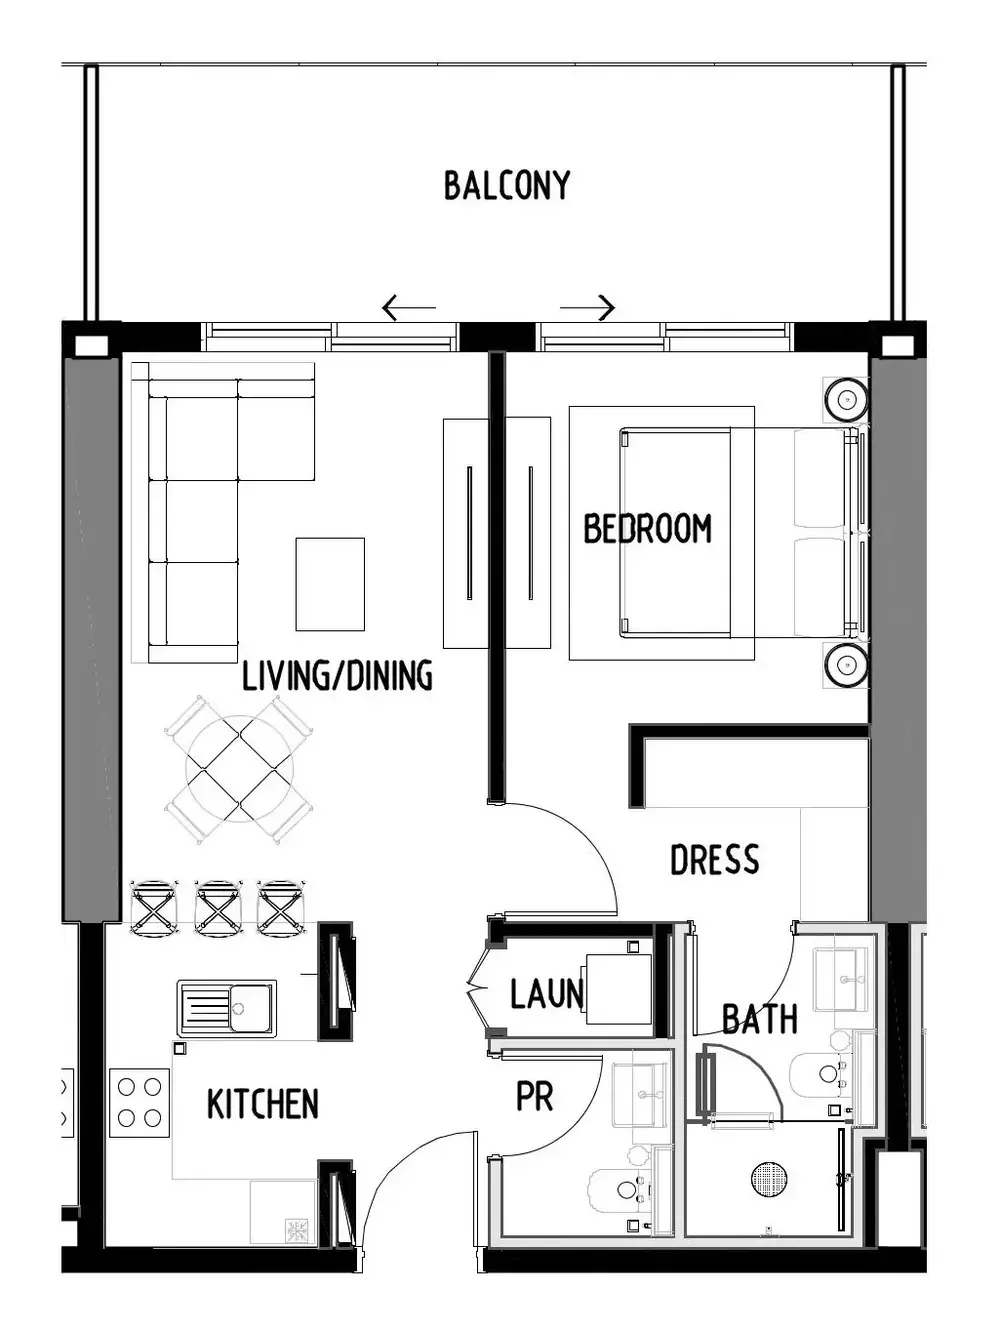 BALCONY
BEDROOM
LIVING/DINING
DRESS
LAUN
BATH
PR
KITCHEN